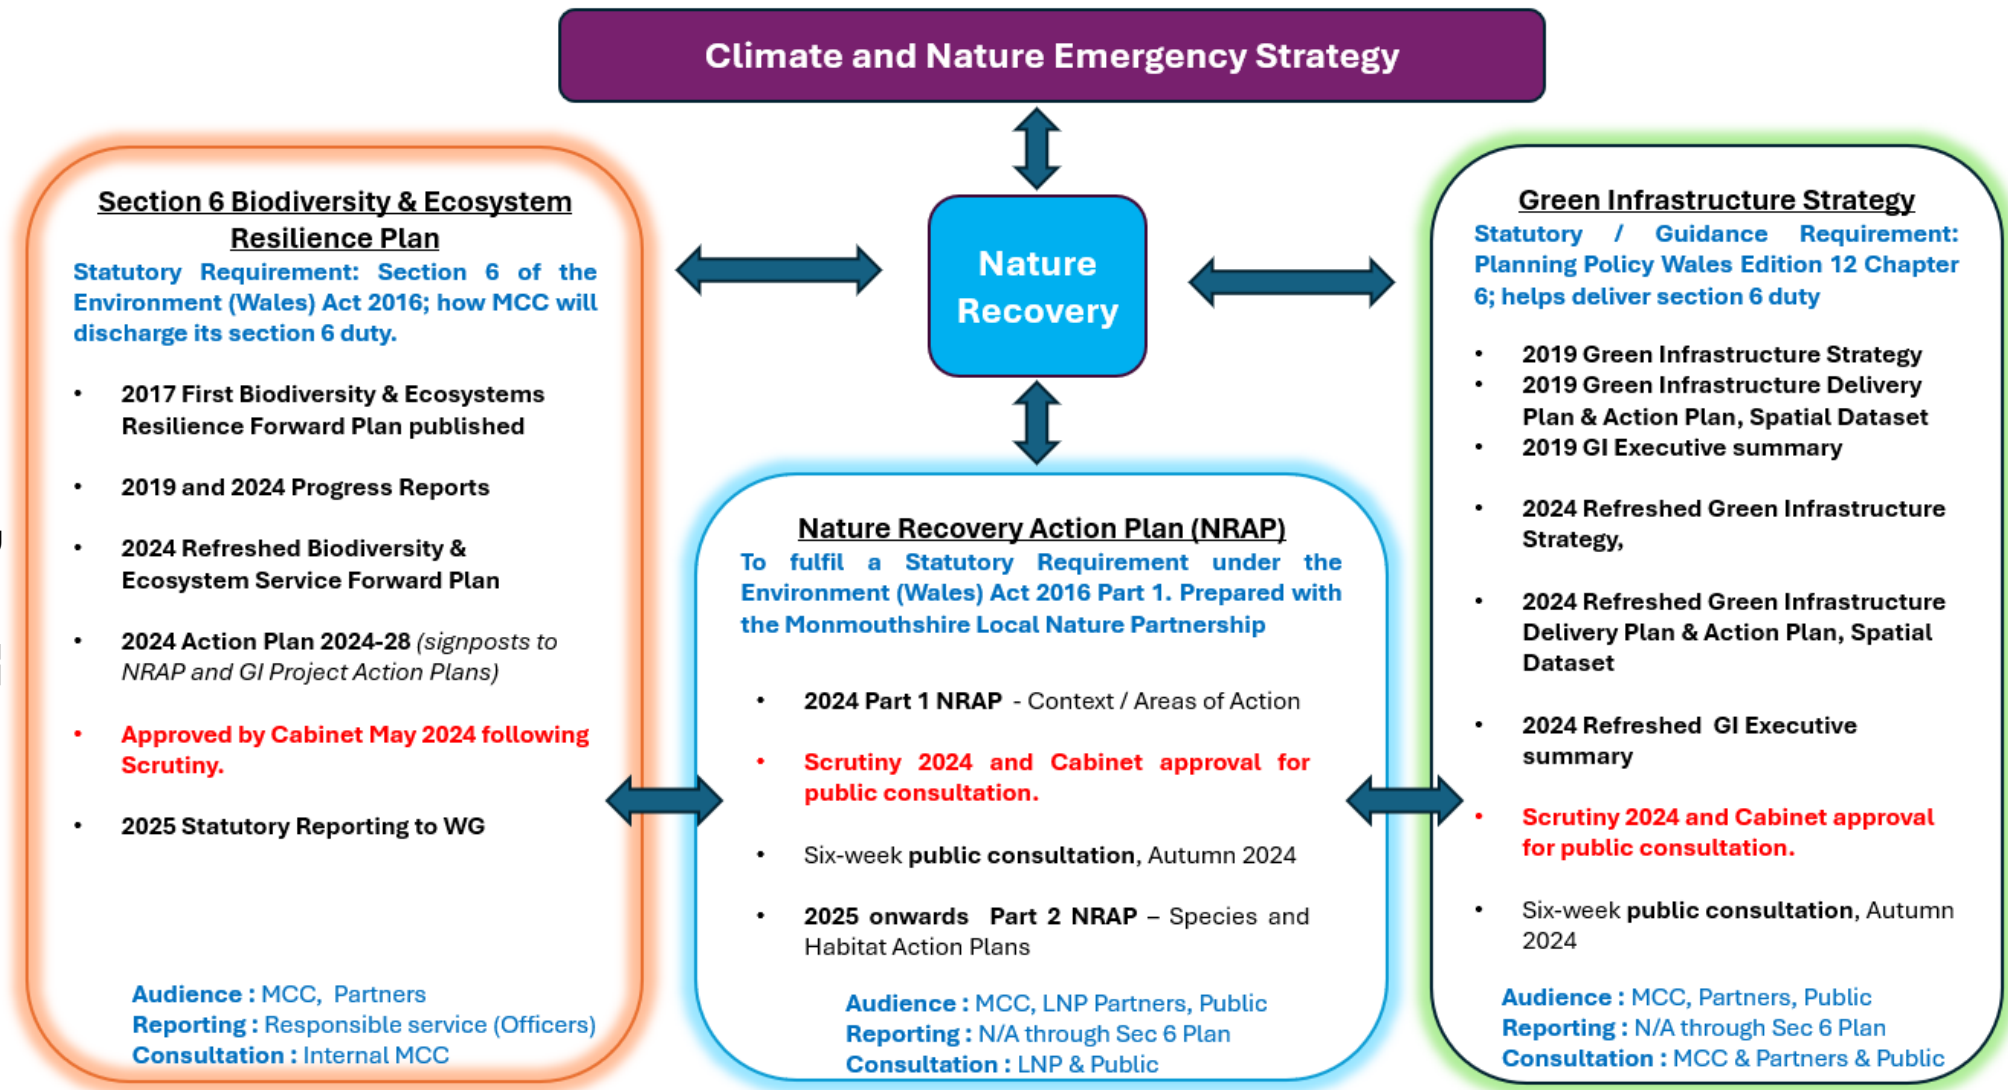 Climate and Nature Emergency Strategy
Section 6 Biodiversity & Ecosystem
Resilience Plan
Statutory Requirement: Section 6 of the
Environment (Wales) Act 2016; how MCC will
discharge its section 6 duty.
• 2017 First Biodiversity & Ecosystems
Resilience Forward Plan published
• 2019 and 2024 Progress Reports
• 2024 Refreshed Biodiversity &
Ecosystem Service Forward Plan
• 2024 Action Plan 2024-28 (signposts to
NRAP and GI Project Action Plans)
• Approved by Cabinet May 2024 following
Scrutiny.
• 2025 Statutory Reporting to WG
Audience : MCC, Partners
Reporting : Responsible service (Officers)
Consultation : Internal MCC
Nature
Recovery
Nature Recovery Action Plan (NRAP)
To fulfil a Statutory Requirement under the
Environment (Wales) Act 2016 Part 1. Prepared with
the Monmouthshire Local Nature Partnership
• 2024 Part 1 NRAP - Context / Areas of Action
• Scrutiny 2024 and Cabinet approval for
public consultation.
• Six-week public consultation, Autumn 2024
• 2025 onwards Part 2 NRAP – Species and
Habitat Action Plans
Audience : MCC, LNP Partners, Public
Reporting : N/A through Sec 6 Plan
Consultation : LNP & Public
Green Infrastructure Strategy
Statutory / Guidance Requirement:
Planning Policy Wales Edition 12 Chapter
6; helps deliver section 6 duty
• 2019 Green Infrastructure Strategy
• 2019 Green Infrastructure Delivery
Plan & Action Plan, Spatial Dataset
• 2019 GI Executive summary
• 2024 Refreshed Green Infrastructure
Strategy,
• 2024 Refreshed Green Infrastructure
Delivery Plan & Action Plan, Spatial
Dataset
• 2024 Refreshed GI Executive
summary
• Scrutiny 2024 and Cabinet approval
for public consultation.
• Six-week public consultation, Autumn
2024
Audience : MCC, Partners, Public
Reporting : N/A through Sec 6 Plan
Consultation : MCC & Partners & Public